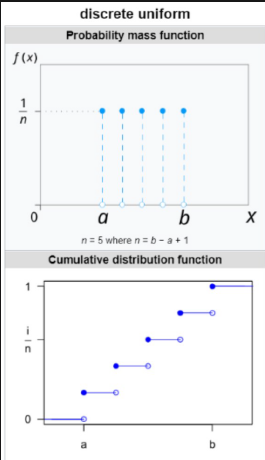 discrete uniform
Probability mass function
f(x)
1
n
0 a b x
n = 5 where n = b − a + 1
Cumulative distribution function
1
i
n
0
a b